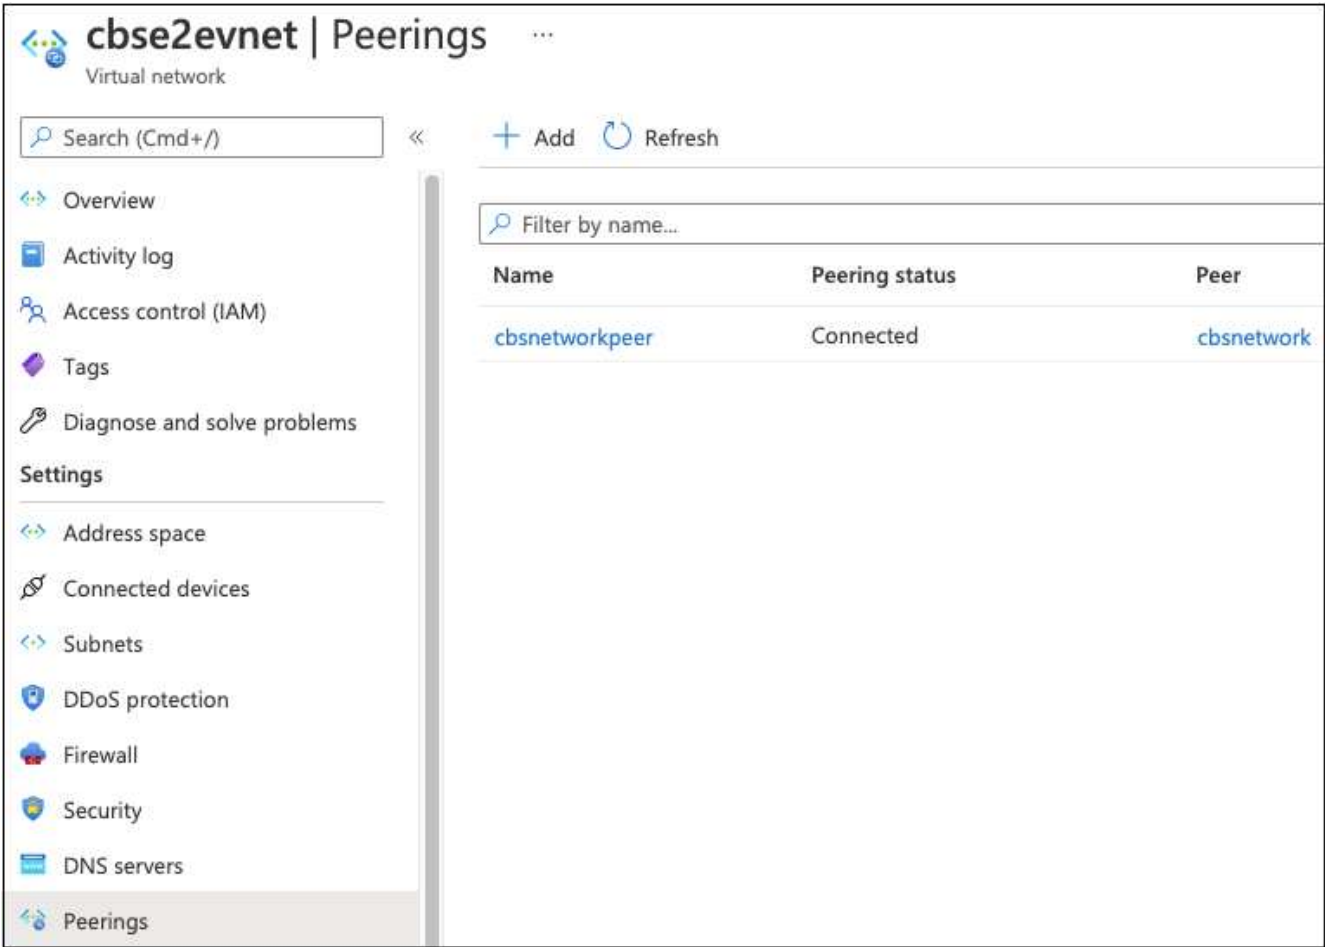 cbse2evnet | Peerings ...
Virtual network
Search (Cmd+/)
«
Add
Refresh
Overview
Activity log
Access control (IAM)
Tags
Diagnose and solve problems
Settings
Address space
Connected devices
Subnets
DDoS protection
Firewall
Security
DNS servers
Peerings
Filter by name...
Name Peering status Peer
cbsnetworkpeer Connected cbsnetwork